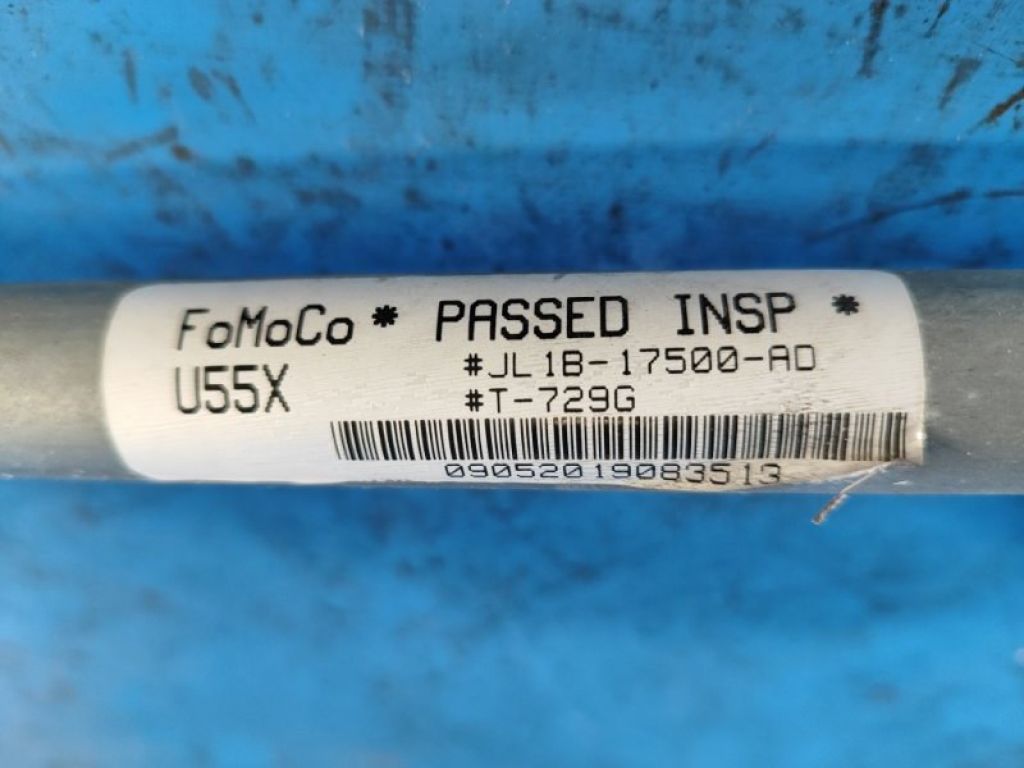 FoMoCo * PASSED INSP *
U55X #JL1B-17500-AD
#T-729G
09052019083513